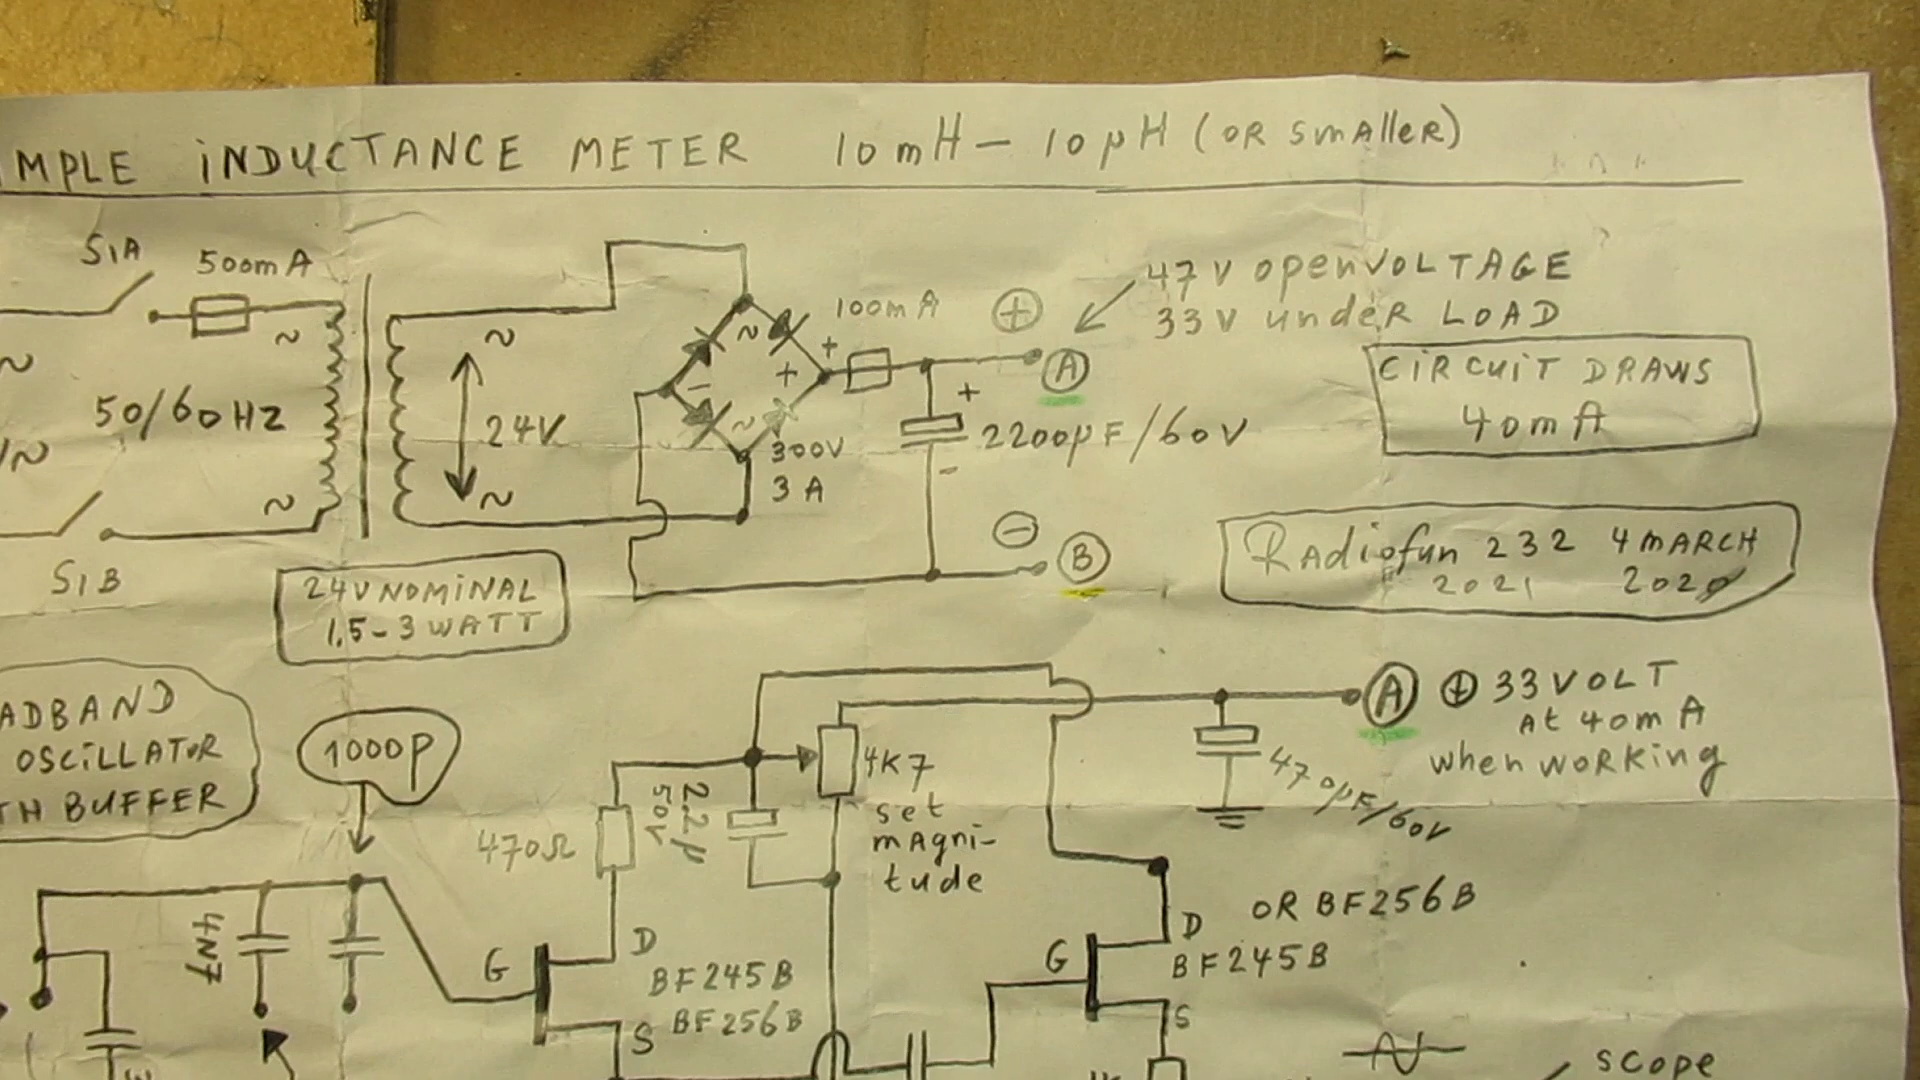 IMPLE INDUCTANCE METER 10mH – 10µH (OR SMALLER)
S1A
500mA
~
~
50/60HZ
~
~
S1B
~
24V
~
24V NOMINAL
1,5-3 WATT
~
-
+
~
+
300V
3A
100mA
+
A
47V openVOLTAGE
33V under LOAD
+
2200µF/60V
-
-
B
CIRCUIT DRAWS
40mA
Radiofun 232 4 MARCH
2021 2020
ADBAND
OSCILLATOR
TH BUFFER
1000p
470Ω
2.2µ
50V
4K7
set
magni-
tude
A + 33 VOLT
At 40mA
when working
470µF/60V
4N7
G
D
BF245B
BF256B
S
G
D
OR BF256B
BF245B
S
scope